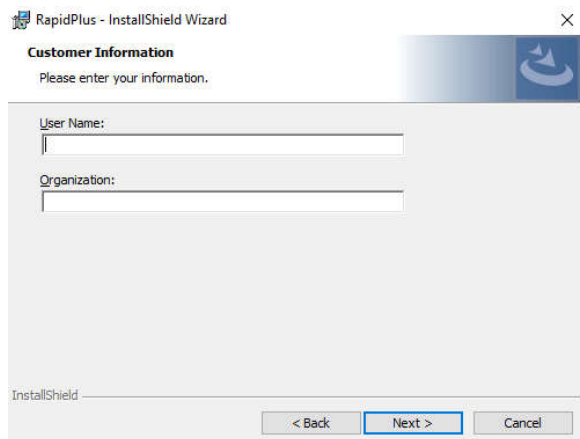 RapidPlus - InstallShield Wizard
Customer Information
Please enter your information.
User Name:
Organization:
InstallShield
< Back Next > Cancel